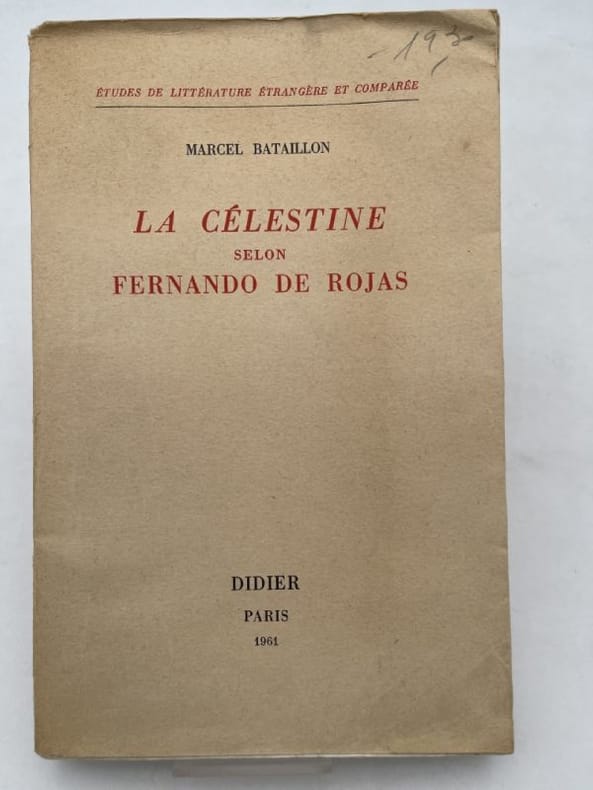 ÉTUDES DE LITTÉRATURE ÉTRANGÈRE ET COMPARÉE
MARCEL BATAILLON
LA CÉLESTINE
SELON
FERNANDO DE ROJAS
DIDIER
PARIS
1961